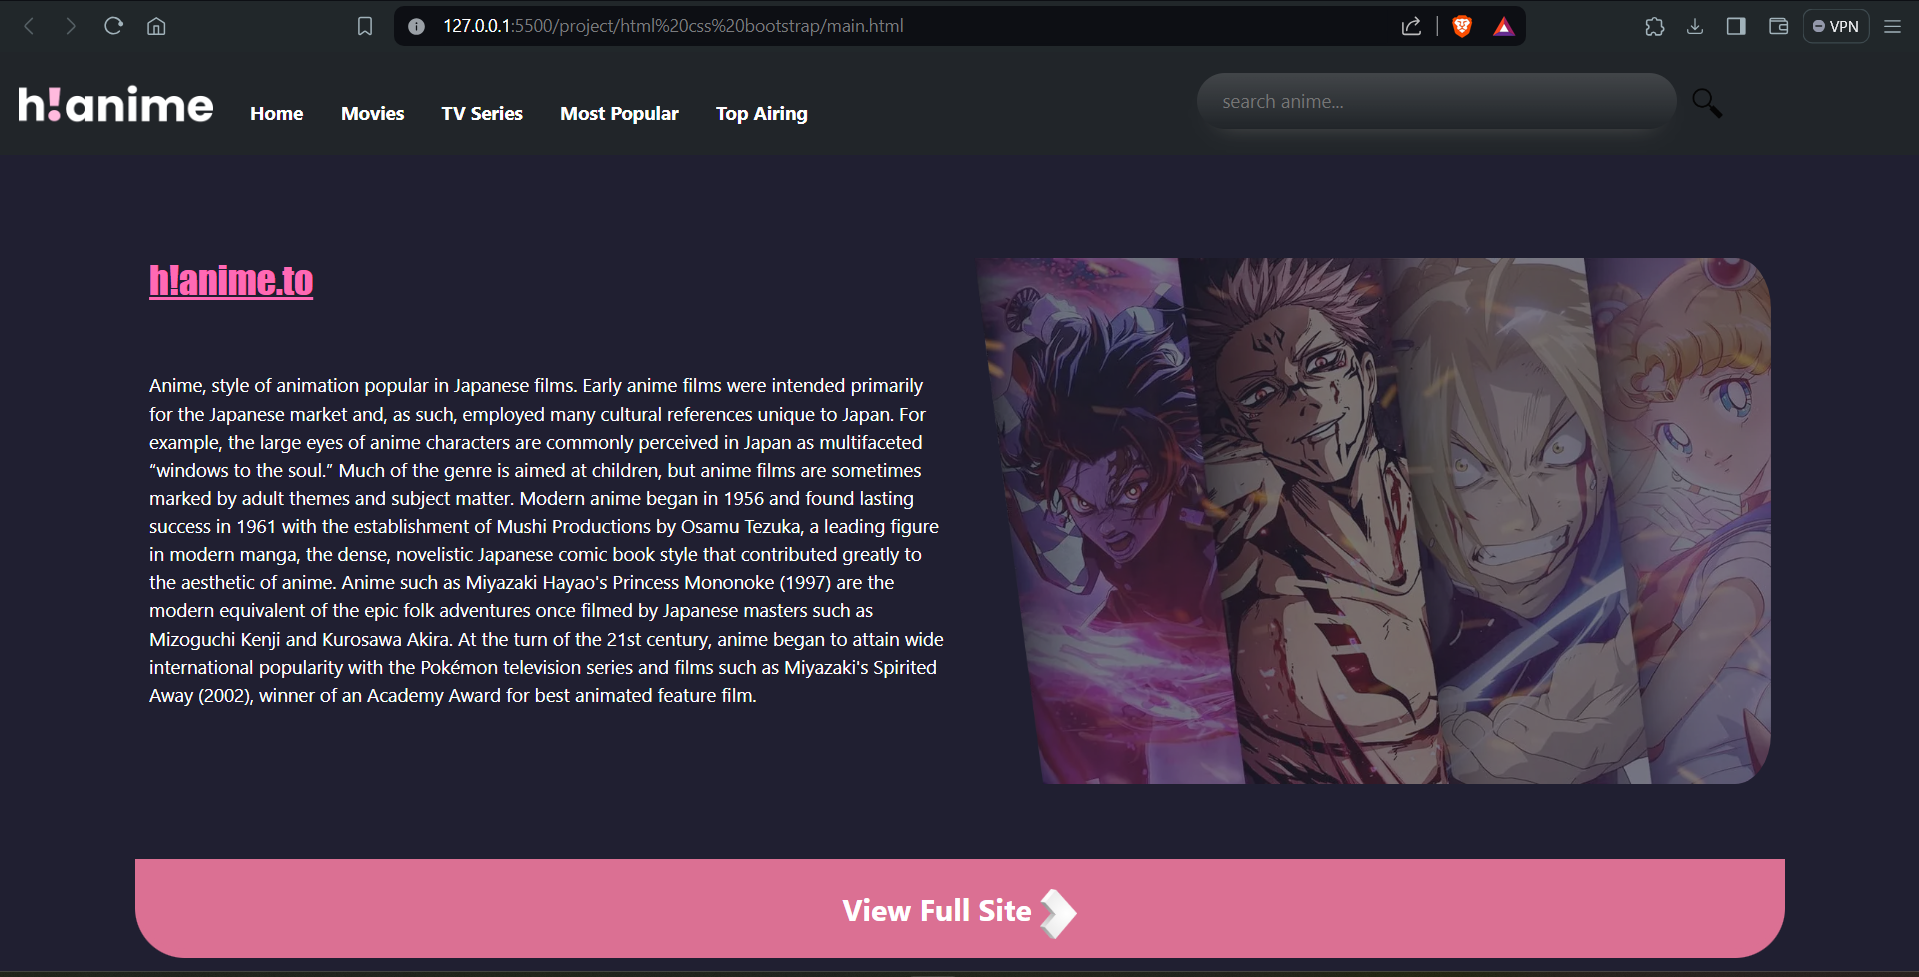 127.0.0.1:5500/project/html%20css%20bootstrap/main.html
VPN
h!anime
Home
Movies
TV Series
Most Popular
Top Airing
search anime...
h!anime.to
Anime, style of animation popular in Japanese films. Early anime films were intended primarily
for the Japanese market and, as such, employed many cultural references unique to Japan. For
example, the large eyes of anime characters are commonly perceived in Japan as multifaceted
“windows to the soul.” Much of the genre is aimed at children, but anime films are sometimes
marked by adult themes and subject matter. Modern anime began in 1956 and found lasting
success in 1961 with the establishment of Mushi Productions by Osamu Tezuka, a leading figure
in modern manga, the dense, novelistic Japanese comic book style that contributed greatly to
the aesthetic of anime. Anime such as Miyazaki Hayao's Princess Mononoke (1997) are the
modern equivalent of the epic folk adventures once filmed by Japanese masters such as
Mizoguchi Kenji and Kurosawa Akira. At the turn of the 21st century, anime began to attain wide
international popularity with the Pokémon television series and films such as Miyazaki's Spirited
Away (2002), winner of an Academy Award for best animated feature film.
View Full Site